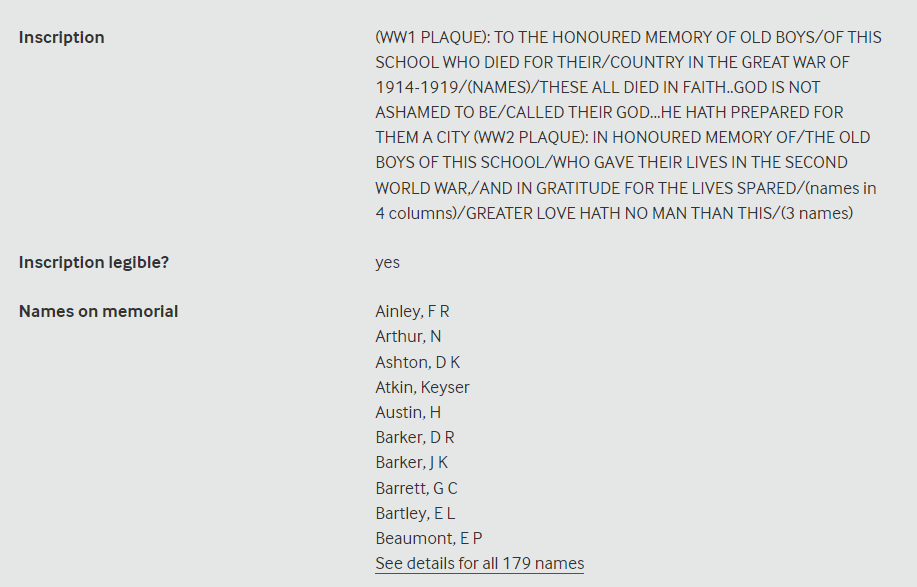 Inscription
(WW1 PLAQUE): TO THE HONOURED MEMORY OF OLD BOYS/OF THIS
SCHOOL WHO DIED FOR THEIR/COUNTRY IN THE GREAT WAR OF
1914-1919/(NAMES)/THESE ALL DIED IN FAITH..GOD IS NOT
ASHAMED TO BE/CALLED THEIR GOD...HE HATH PREPARED FOR
THEM A CITY (WW2 PLAQUE): IN HONOURED MEMORY OF/THE OLD
BOYS OF THIS SCHOOL/WHO GAVE THEIR LIVES IN THE SECOND
WORLD WAR,/AND IN GRATITUDE FOR THE LIVES SPARED/(names in
4 columns)/GREATER LOVE HATH NO MAN THAN THIS/(3 names)
Inscription legible?
yes
Names on memorial
Ainley, F R
Arthur, N
Ashton, D K
Atkin, Keyser
Austin, H
Barker, D R
Barker, J K
Barrett, G C
Bartley, E L
Beaumont, E P
See details for all 179 names